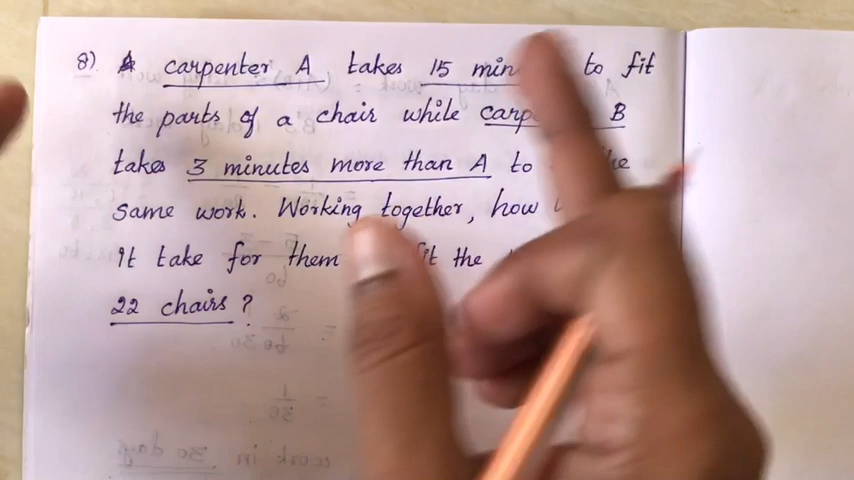 8). A carpenter A takes 15 min to fit
the parts of a chair while carp B
takes 3 minutes more than A to
same work. Working together, how
it take for them the
22 chairs ?